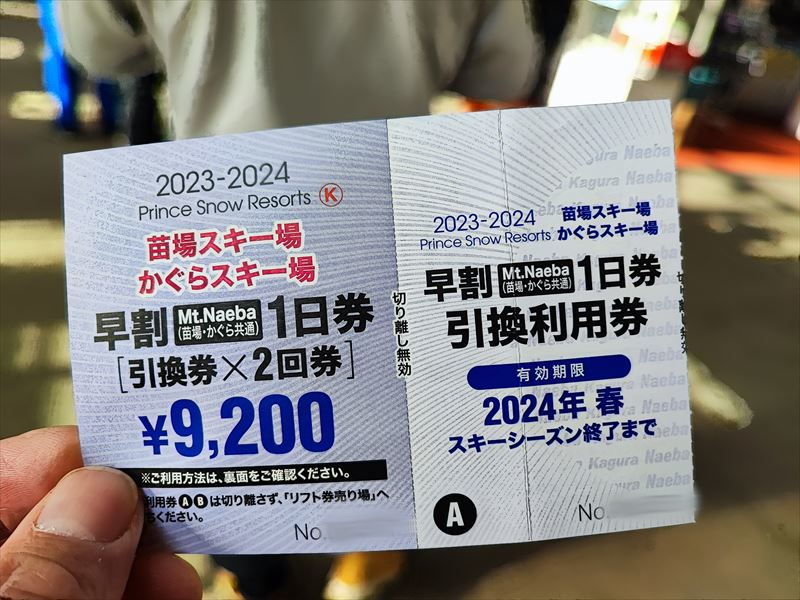 2023-2024
Prince Snow Resorts Ⓚ
苗場スキー場
かぐらスキー場
早割 Mt.Naeba (苗場・かぐら共通) 1日券
[引換券×2回券]
¥9,200
※ご利用方法は、裏面をご確認ください。
利用券ⒶⒷは切り離さず、「リフト券売り場」へ
ください。
No.
切り離し無効
2023-2024
Prince Snow Resorts
苗場スキー場
かぐらスキー場
早割 Mt.Naeba (苗場・かぐら共通) 1日券
引換利用券
有効期限
2024年 春
スキーシーズン終了まで
A
No.
Kagura Naeba
Kagura Naeba